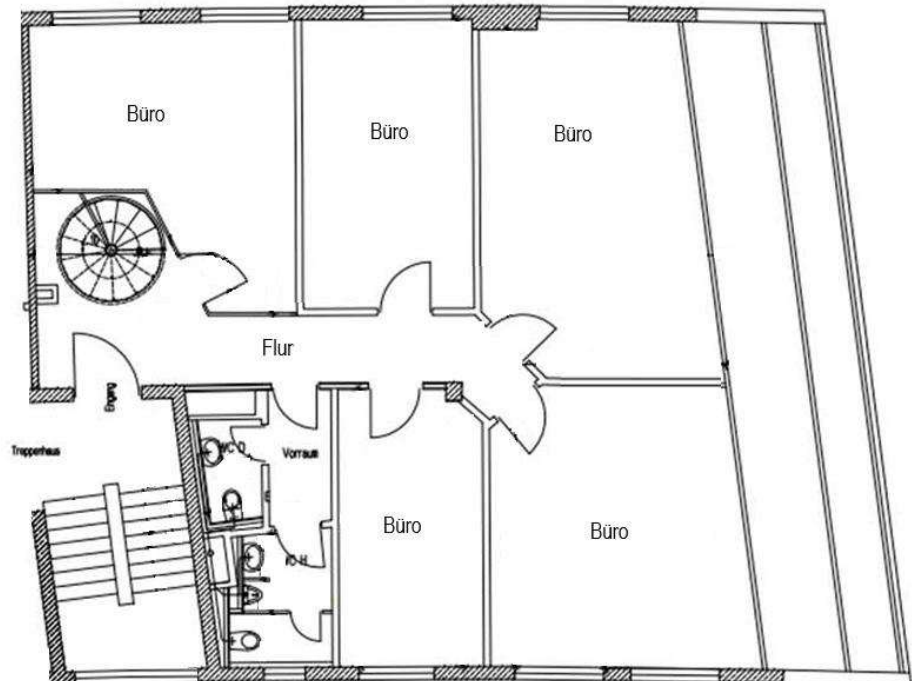 Büro
Büro
Büro
Flur
Eingang
Treppenhaus
WC D
Vorraum
Büro
Büro
WC H